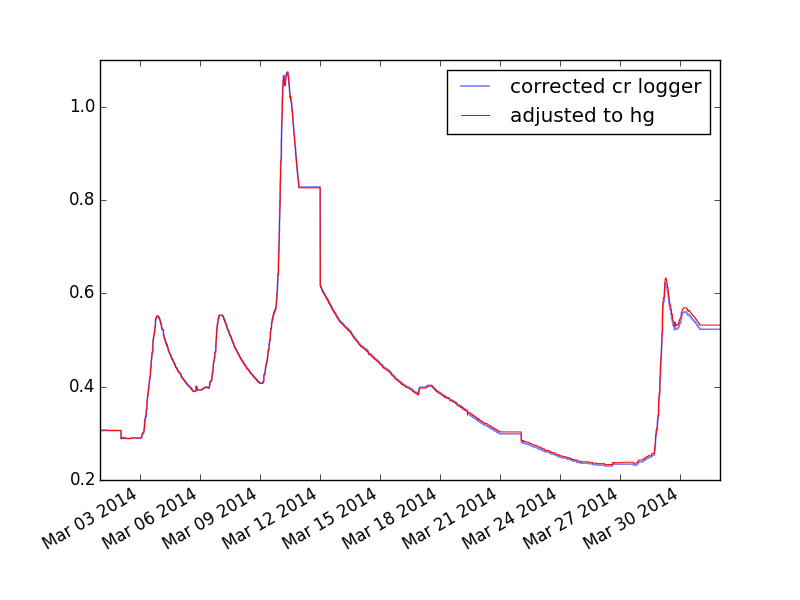 corrected cr logger
adjusted to hg
1.0
0.8
0.6
0.4
0.2
Mar 03 2014
Mar 06 2014
Mar 09 2014
Mar 12 2014
Mar 15 2014
Mar 18 2014
Mar 21 2014
Mar 24 2014
Mar 27 2014
Mar 30 2014